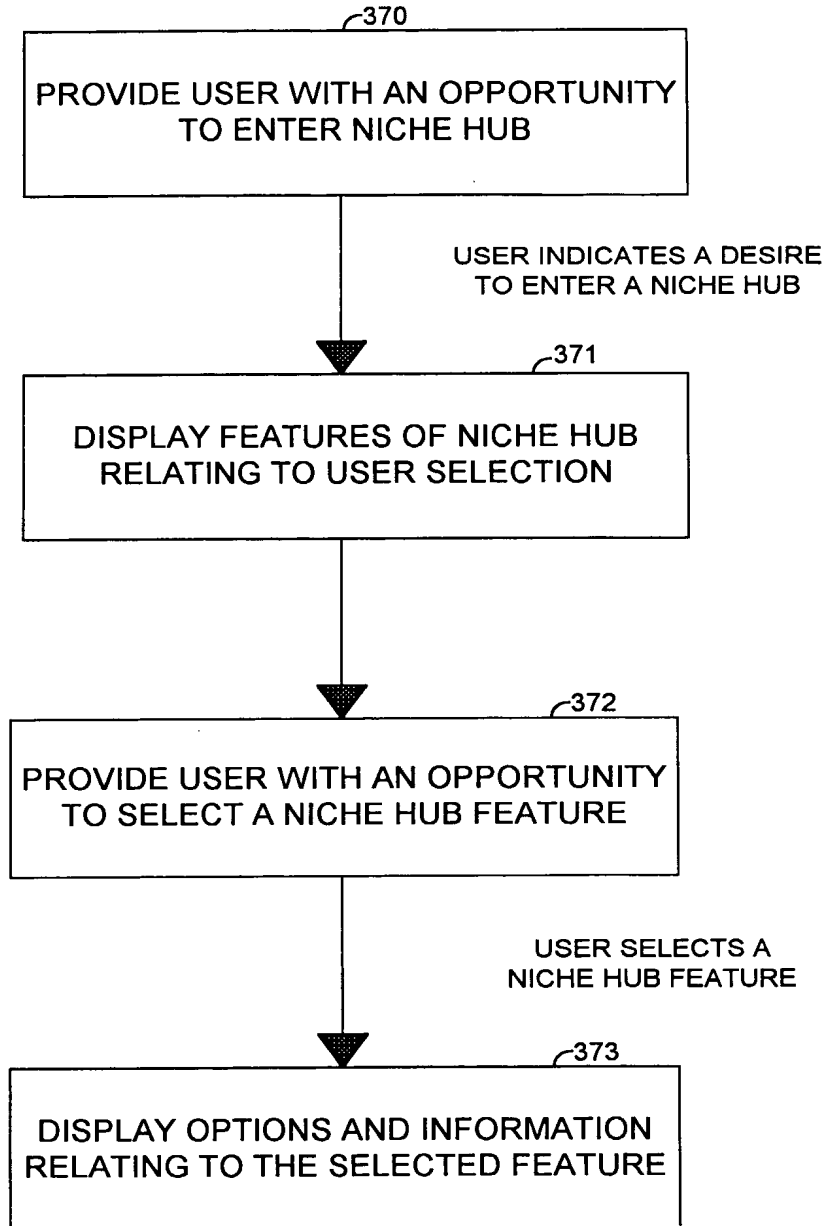 370
PROVIDE USER WITH AN OPPORTUNITY
TO ENTER NICHE HUB
USER INDICATES A DESIRE
TO ENTER A NICHE HUB
371
DISPLAY FEATURES OF NICHE HUB
RELATING TO USER SELECTION
372
PROVIDE USER WITH AN OPPORTUNITY
TO SELECT A NICHE HUB FEATURE
USER SELECTS A
NICHE HUB FEATURE
373
DISPLAY OPTIONS AND INFORMATION
RELATING TO THE SELECTED FEATURE